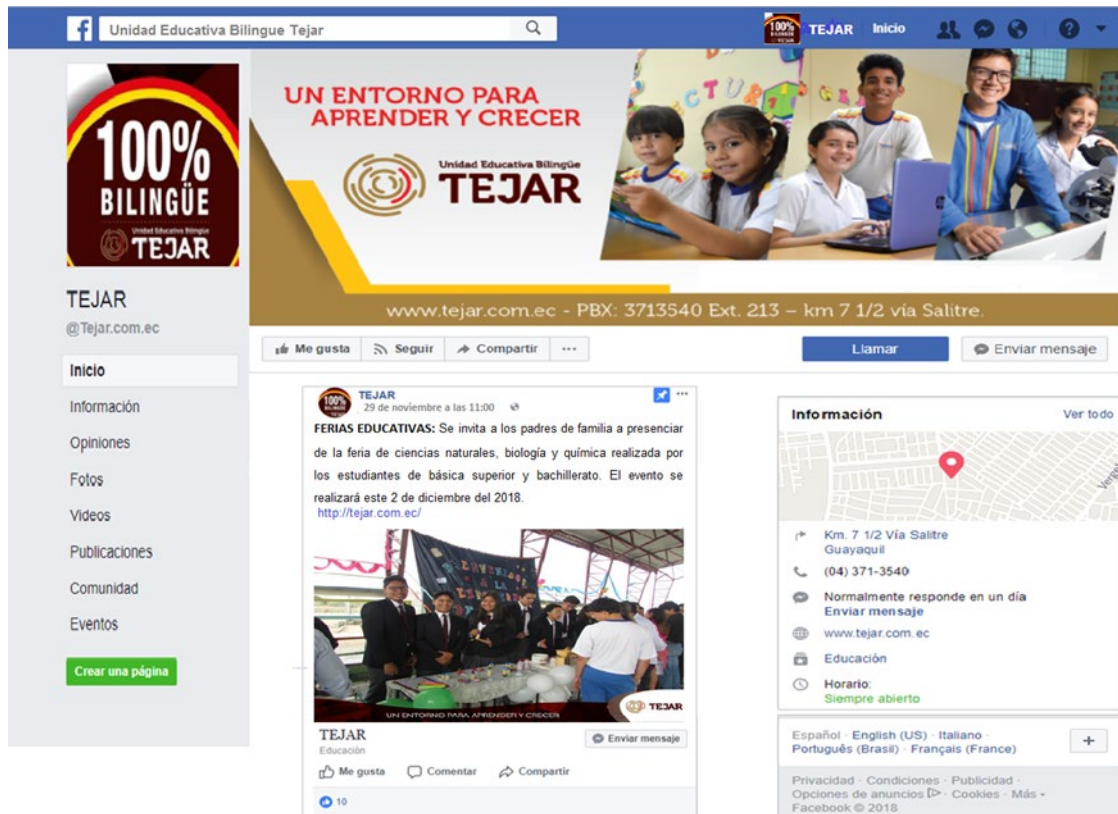 Unidad Educativa Bilingue Tejar
TEJAR Inicio
100%
BILINGÜE
Unidad Educativa Bilingüe
TEJAR
UN ENTORNO PARA
APRENDER Y CRECER
Unidad Educativa Bilingüe
TEJAR
www.tejar.com.ec - PBX: 3713540 Ext. 213 – km 7 1/2 vía Salitre.
TEJAR
@Tejar.com.ec
Inicio
Información
Opiniones
Fotos
Videos
Publicaciones
Comunidad
Eventos
Crear una página
Me gusta Seguir Compartir ...
Llamar Enviar mensaje
TEJAR
29 de noviembre a las 11:00
FERIAS EDUCATIVAS: Se invita a los padres de familia a presenciar
de la feria de ciencias naturales, biología y química realizada por
los estudiantes de básica superior y bachillerato. El evento se
realizará este 2 de diciembre del 2018.
http://tejar.com.ec/
UN ENTORNO PARA APRENDER Y CRECER
TEJAR
TEJAR
Educación
Enviar mensaje
Me gusta Comentar Compartir
10
Información Ver todo
Km. 7 1/2 Vía Salitre
Guayaquil
(04) 371-3540
Normalmente responde en un día
Enviar mensaje
www.tejar.com.ec
Educación
Horario:
Siempre abierto
Español · English (US) · Italiano ·
Português (Brasil) · Français (France)
Privacidad · Condiciones · Publicidad ·
Opciones de anuncios · Cookies · Más
Facebook © 2018